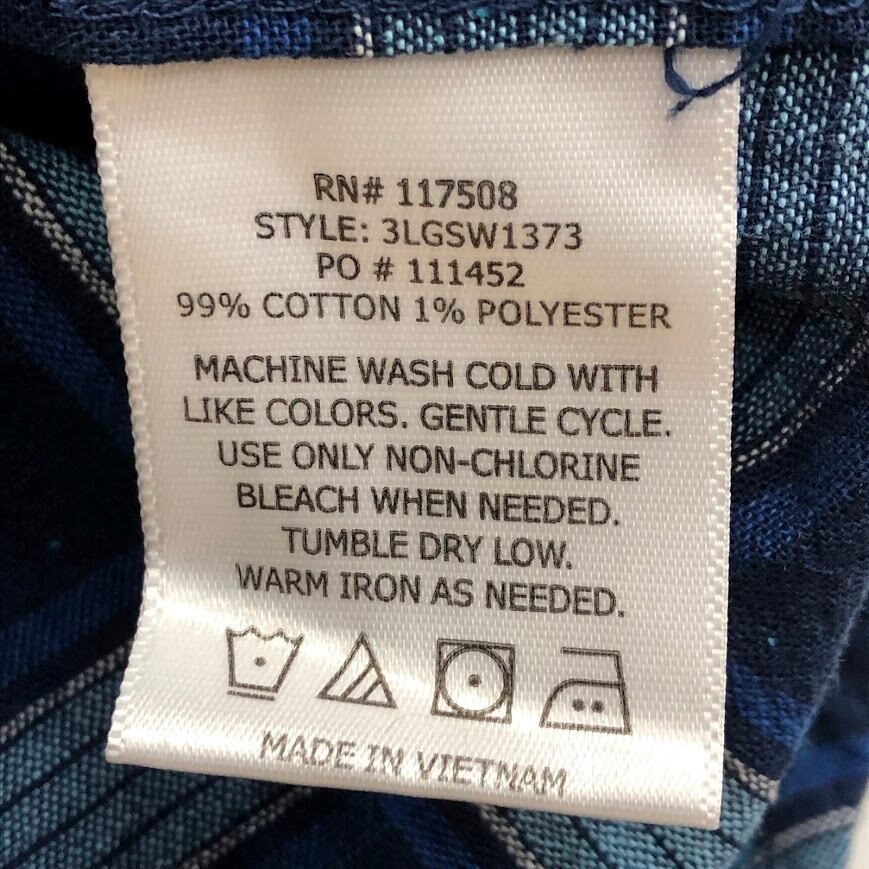 RN# 117508
STYLE: 3LGSW1373
PO # 111452
99% COTTON 1% POLYESTER
MACHINE WASH COLD WITH
LIKE COLORS. GENTLE CYCLE.
USE ONLY NON-CHLORINE
BLEACH WHEN NEEDED.
TUMBLE DRY LOW.
WARM IRON AS NEEDED.
MADE IN VIETNAM